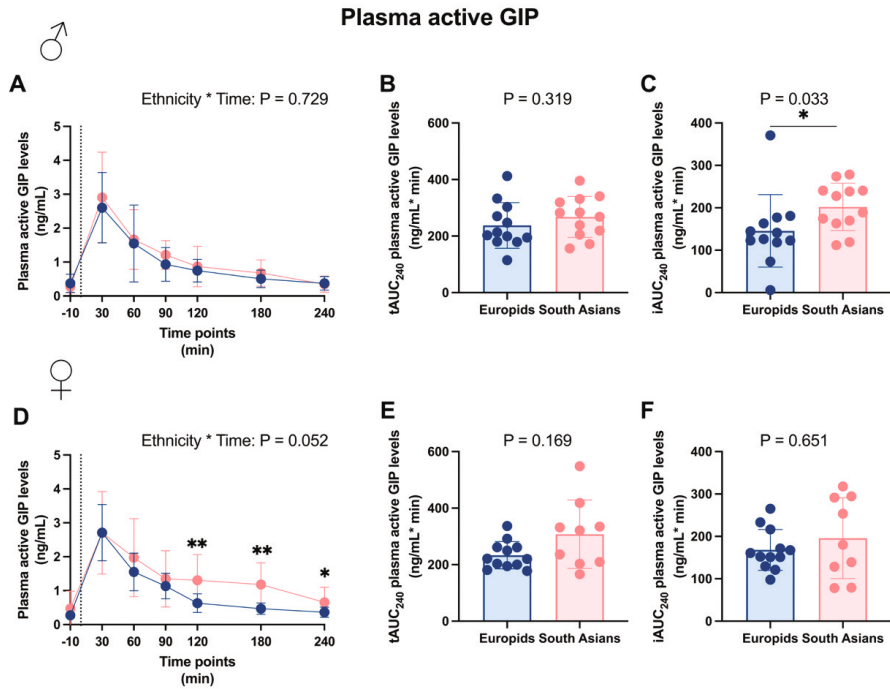 Plasma active GIP
A
Ethnicity * Time: P = 0.729
Plasma active GIP levels
(ng/mL)
5
4
3
2
1
0
-10 30 60 90 120 180 240
Time points
(min)
B
P = 0.319
tAUC240 plasma active GIP levels
(ng/mL* min)
600
400
200
0
Europids South Asians
C
P = 0.033
*
iAUC240 plasma active GIP levels
(ng/mL* min)
400
300
200
100
0
Europids South Asians
D
Ethnicity * Time: P = 0.052
Plasma active GIP levels
(ng/mL)
5
4
3
2
1
0
** ** *
-10 30 60 90 120 180 240
Time points
(min)
E
P = 0.169
tAUC240 plasma active GIP levels
(ng/mL* min)
600
400
200
0
Europids South Asians
F
P = 0.651
iAUC240 plasma active GIP levels
(ng/mL* min)
400
300
200
100
0
Europids South Asians